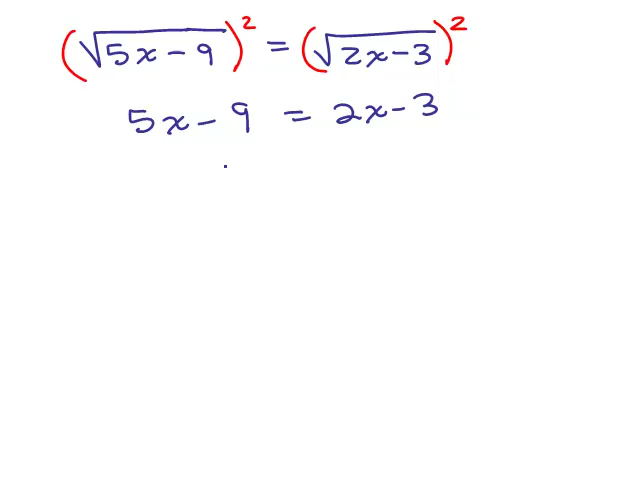 (√5x - 9)² = (√2x - 3)²
5x - 9 = 2x - 3